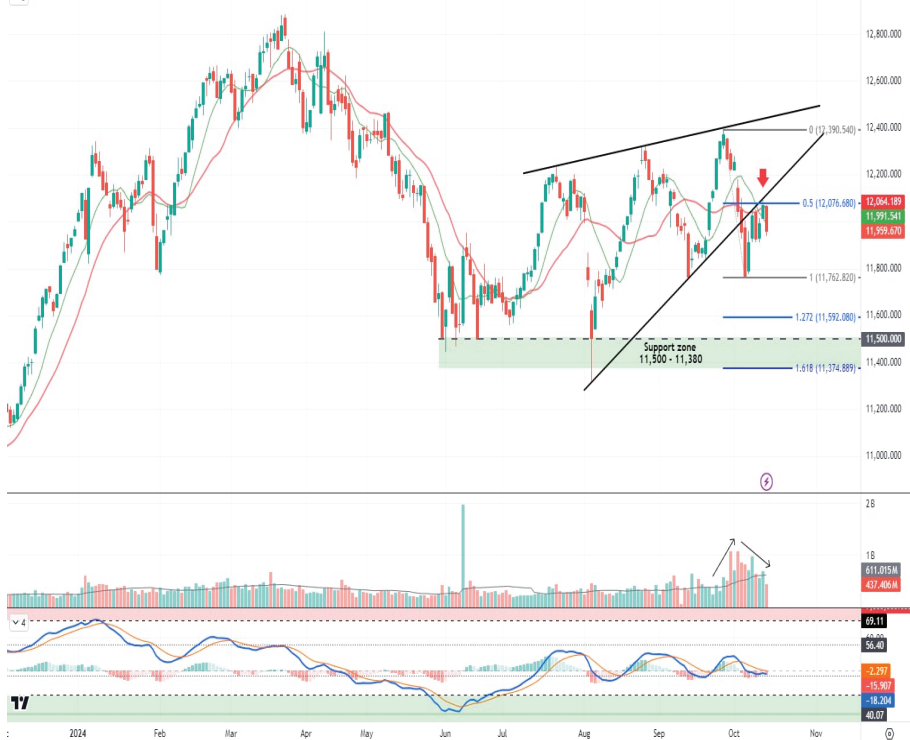 12,800.000
12,600.000
12,400.000
0 (12,390.540)
12,200.000
0.5 (12,076.680)
12,064.189
11,991.541
11,959.670
11,800.000
1 (11,762.820)
11,600.000
1.272 (11,592.080)
11,500.000
Support zone
11,500 - 11,380
11,400.000
1.618 (11,374.889)
11,200.000
11,000.000
2B
1B
611.015M
437.406M
4
69.11
60.00
56.40
-2.297
-15.907
-18.204
40.07
2024
Feb
Mar
Apr
May
Jun
Jul
Aug
Sep
Oct
Nov